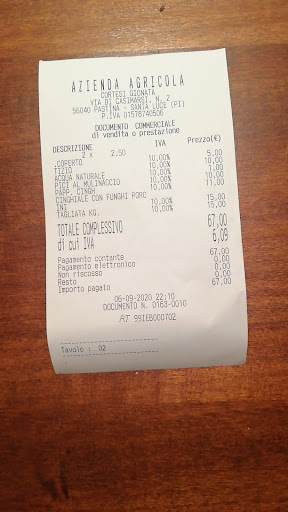 AZIENDA AGRICOLA
CORTESI GIONATA
VIA DI CASIMARSI, N. 2
56040 PASTINA - SANTA LUCE (PI)
P.IVA 01578740506
DOCUMENTO COMMERCIALE
di vendita o prestazione
DESCRIZIONE IVA Prezzo(€)
2 x 2,50
COPERTO 10,00% 5,00
TIZIO 10,00% 10,00
ACQUA NATURALE 10,00% 1,00
PICI AL MULINACCIO 10,00% 10,00
PAPP. CINGH 10,00% 11,00
CINGHIALE CON FUNGHI PORC
INI 10,00% 15,00
TAGLIATA KG. 10,00% 15,00
TOTALE COMPLESSIVO 67,00
di cui IVA 6,09
Pagamento contante 67,00
Pagamento elettronico 0,00
Non riscosso 0,00
Resto 0,00
Importo pagato 67,00
06-09-2020 22:10
DOCUMENTO N. 0163-0010
RT 99IEB000702
Tavolo : 02